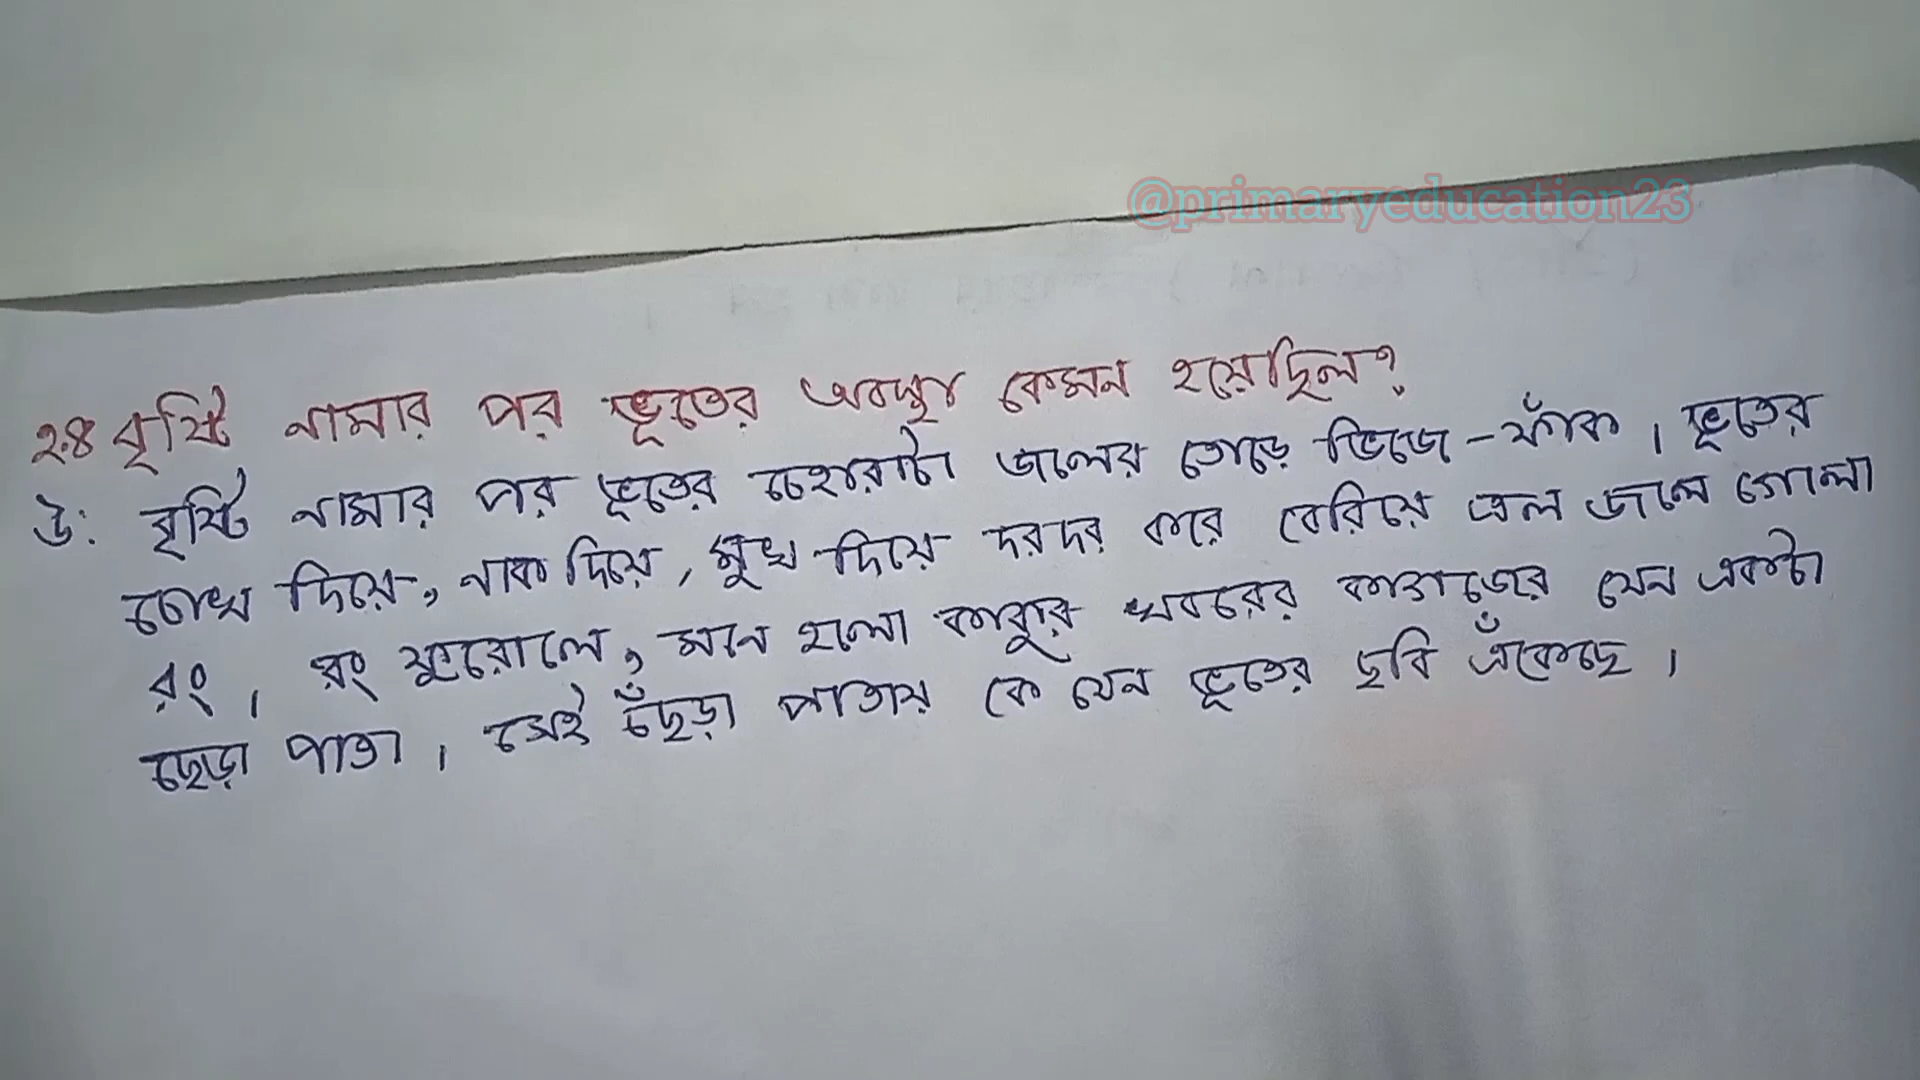 @primaryeducation23
২.৪ বৃষ্টি নামার পর ভূতের অবস্থা কেমন হয়েছিল?
উঃ বৃষ্টি নামার পর ভূতের চেহারাটা জলের তোড়ে ভিজে - ফাঁক । ভূতের
চোখ দিয়ে, নাক দিয়ে, মুখ দিয়ে দরদর করে বেরিয়ে এল জলে গোলা
রং । রং ফুরোলে, মনে হলো কাকুর খবরের কাগজের যেন একটা
ছেড়া পাতা । সেই ছেঁড়া পাতায় কে যেন ভূতের ছবি এঁকেছে ।